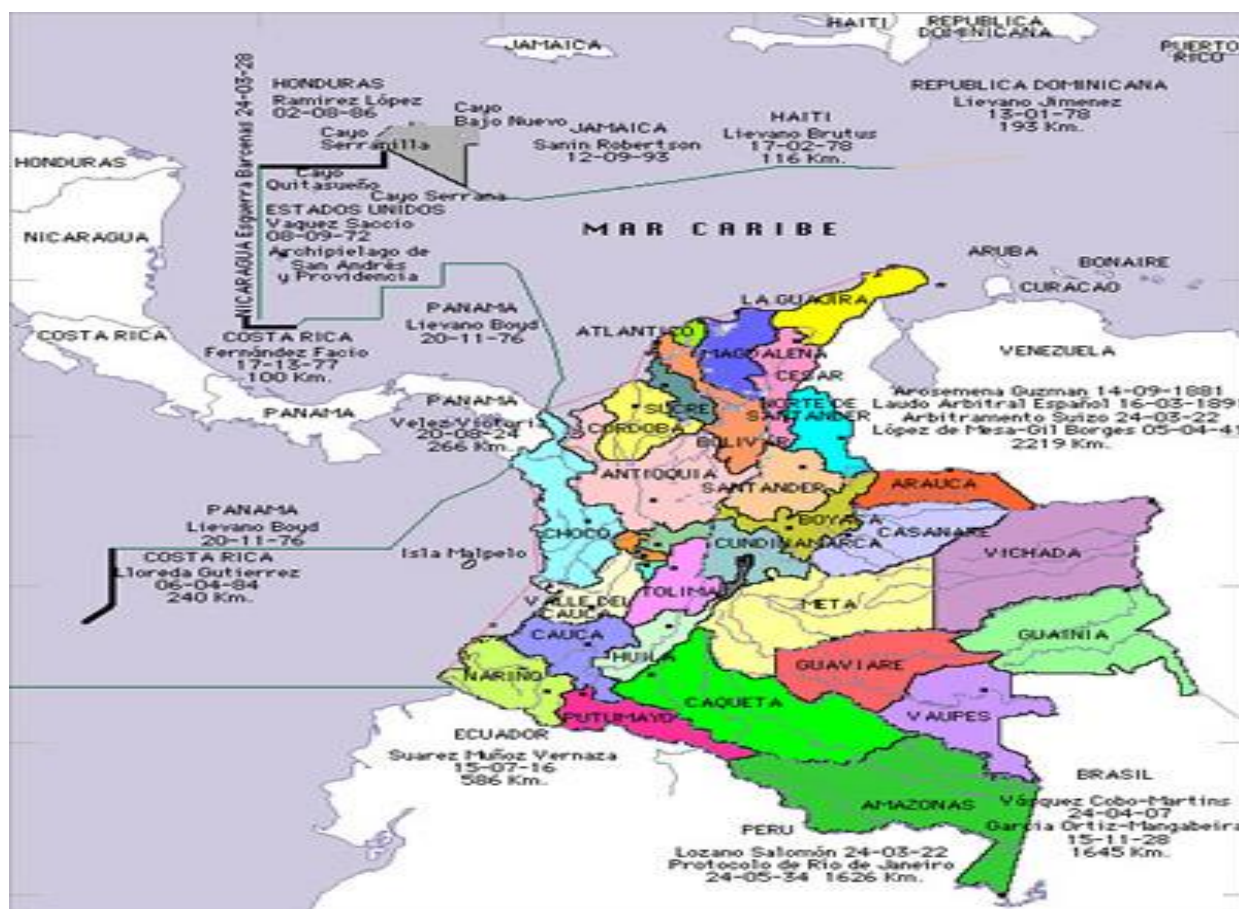 JAMAICA
HAITI
REPUBLICA
DOMINICANA
PUERTO
RICO
HONDURAS
Ramirez López
02-08-86
Cayo
Serranilla
Cayo
Bajo Nuevo
JAMAICA
Sanin Robertson
12-09-93
HAITI
Lievano Brutus
17-02-78
116 Km.
REPUBLICA DOMINICANA
Lievano Jimenez
13-01-78
193 Km.
NICARAGUA Esguerra Barcenas 24-03-28
HONDURAS
NICARAGUA
COSTA RICA
PANAMA
Cayo
Quitasueño
Cayo Serrana
ESTADOS UNIDOS
Vaquez Saccio
08-09-72
Archipielago de
San Andrés
y Providencia
MAR CARIBE
ARUBA
BONAIRE
CURACAO
COSTA RICA
Fernández Facio
17-13-77
100 Km.
PANAMA
Lievano Boyd
20-11-76
PANAMA
Velez Victoria
20-08-24
266 Km.
VENEZUELA
Arosemena Guzman 14-09-1881
Laudo Arbitral Español 16-03-1891
Arbitramento Suizo 24-03-22
López de Mesa-Gil Borges 05-04-41
2219 Km.
LA GUAJIRA
ATLANTICO
MAGDALENA
CESAR
NORTE DE
SANTANDER
SUCRE
CORDOBA
BOLIVAR
ANTIOQUIA
SANTANDER
ARAUCA
BOYACA
CASANARE
CHOCO
CUNDINAMARCA
VICHADA
PANAMA
Lievano Boyd
20-11-76
COSTA RICA
Lloreda Gutierrez
06-04-84
240 Km.
Isla Malpelo
TOLIMA
VALLE DEL
CAUCA
META
CAUCA
HUILA
GUAINIA
GUAVIARE
NARIÑO
CAQUETA
VAUPES
PUTUMAYO
ECUADOR
Suarez Muñoz Vernaza
15-07-16
586 Km.
AMAZONAS
BRASIL
Vásquez Cobo-Martins
24-04-07
Garcia Ortiz-Mangabeira
15-11-28
1645 Km.
PERU
Lozano Salomón 24-03-22
Protocolo de Rio de Janeiro
24-05-34 1626 Km.